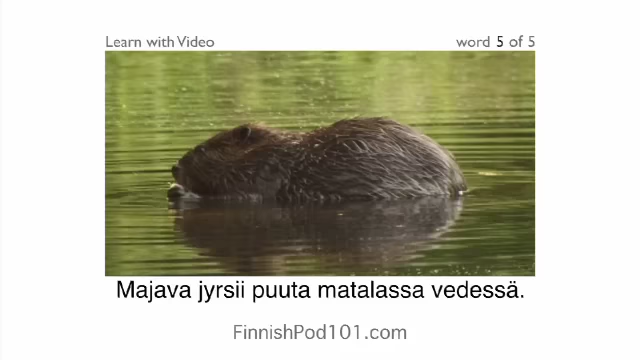 Learn with Video
word 5 of 5
Majava jyrsii puuta matalassa vedessä.
FinnishPod101.com